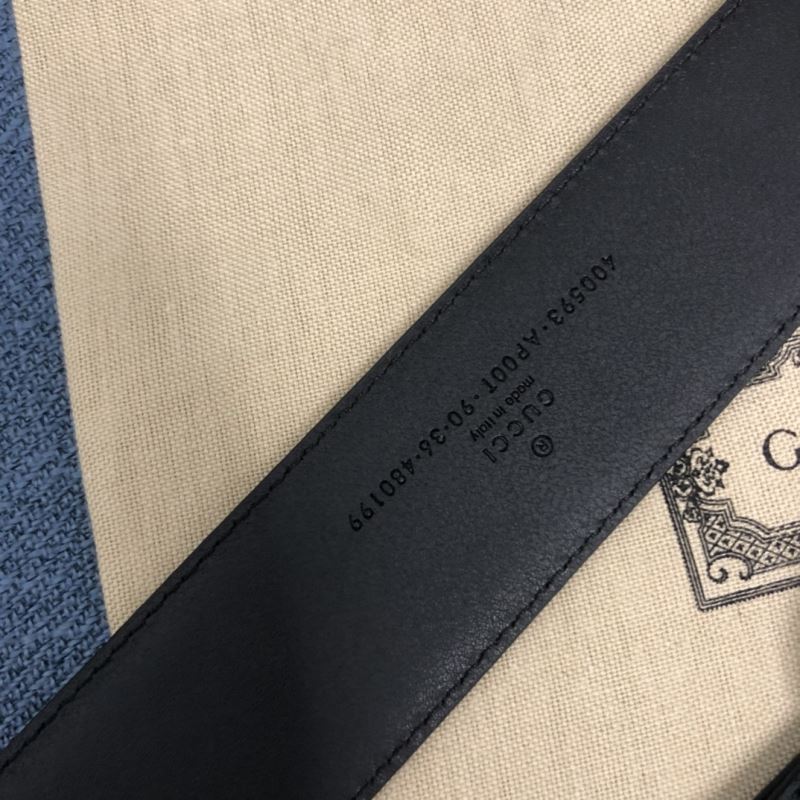 ®
GUCCI
made in italy
400593·AP00T·90·36·480199
G